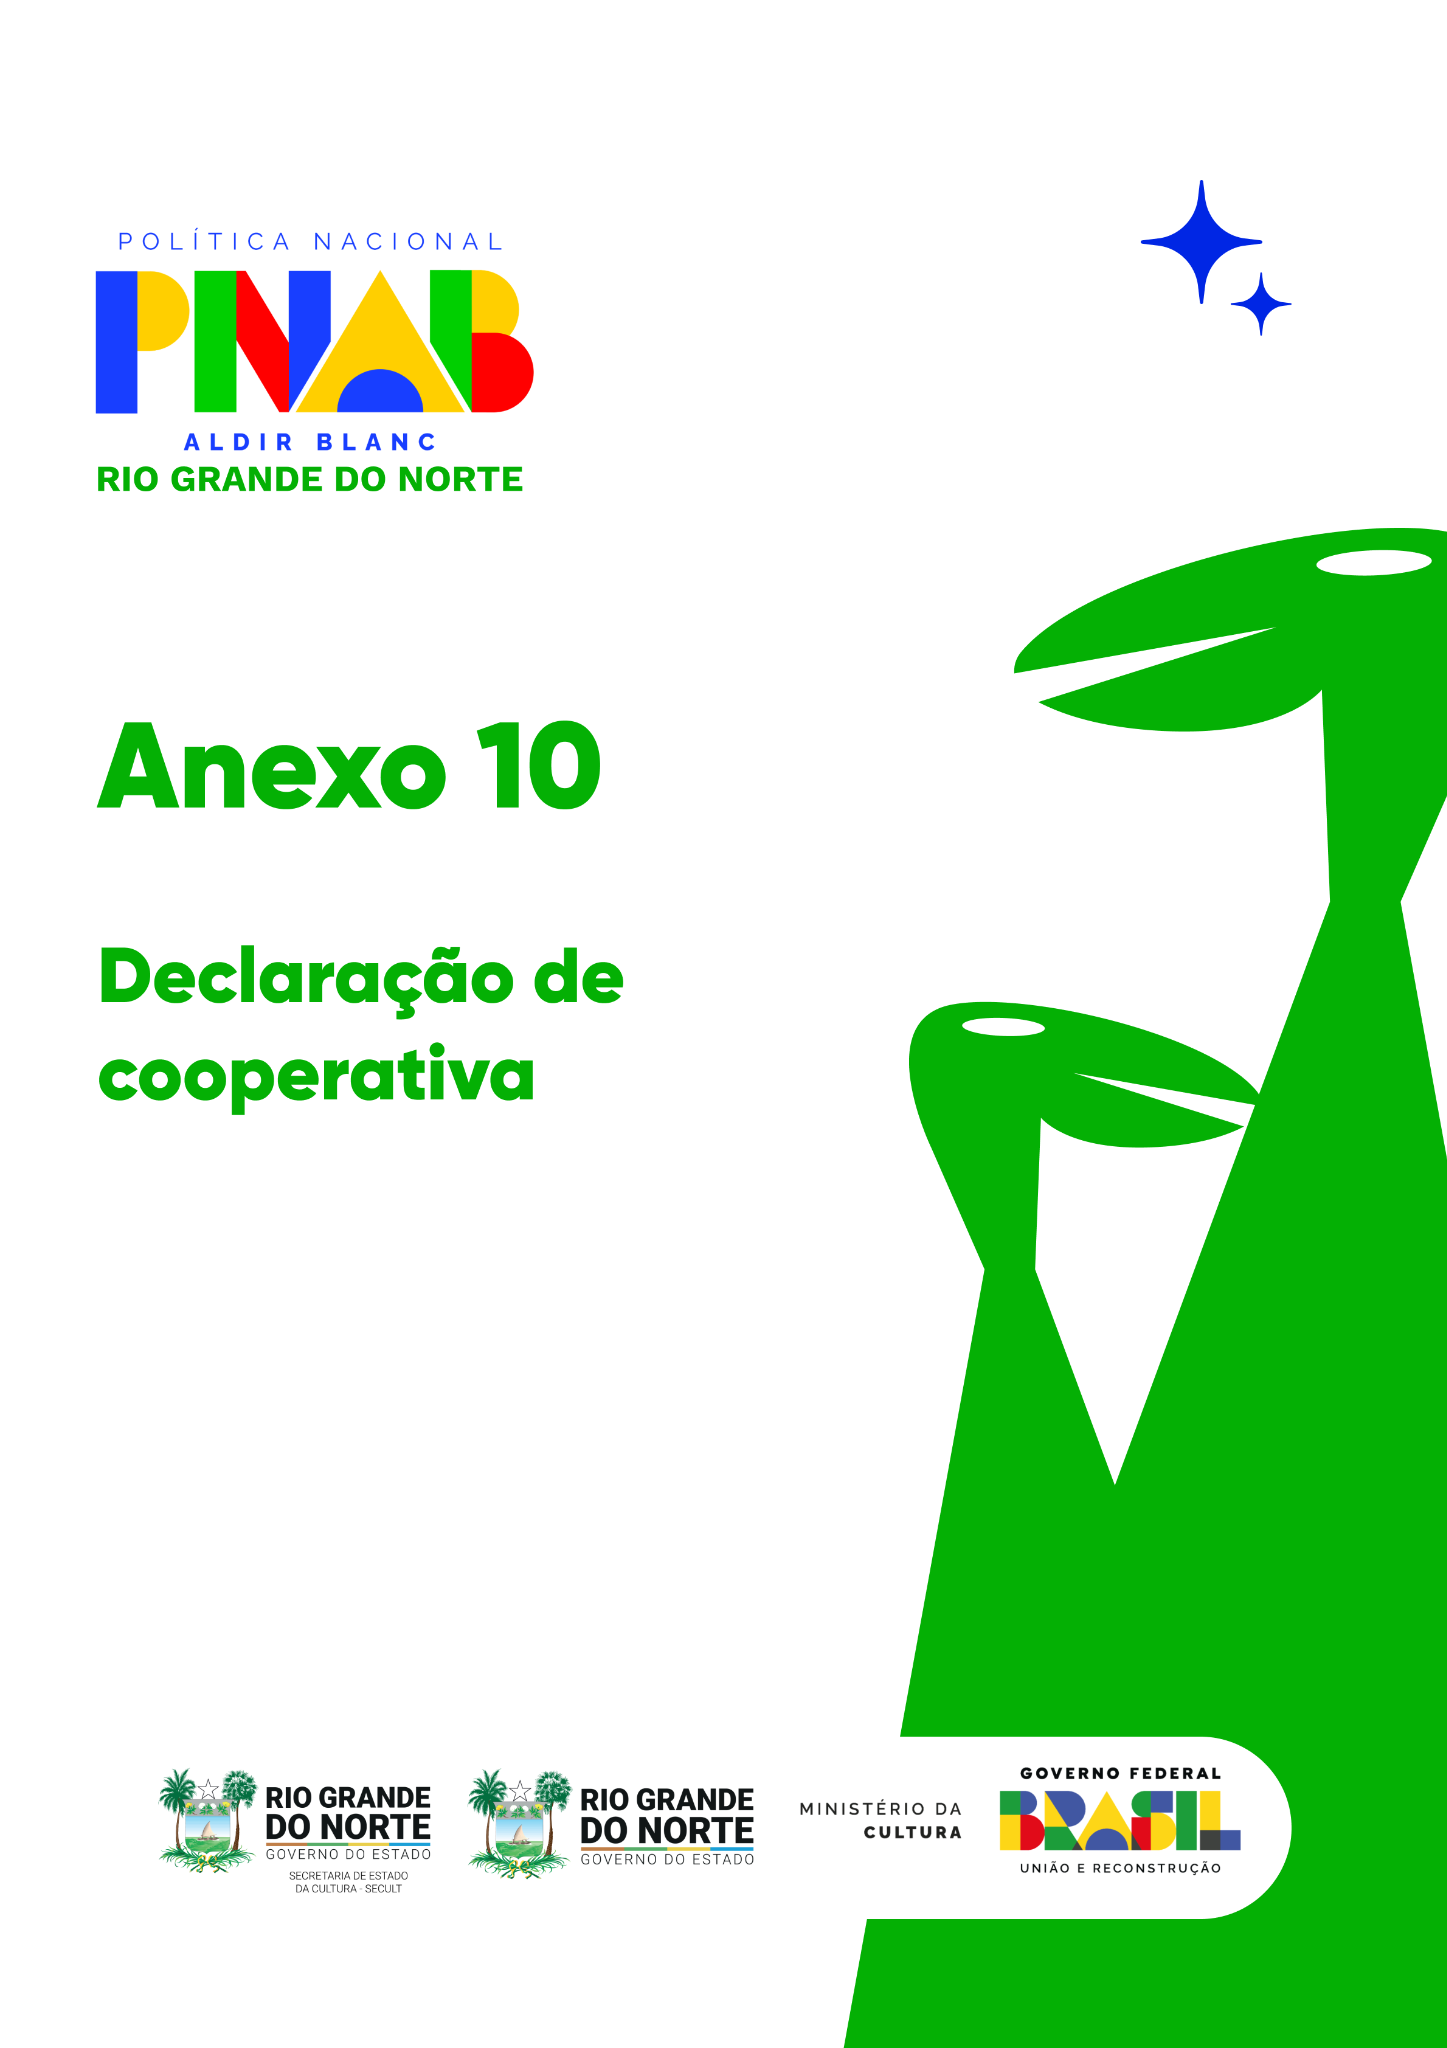 POLÍTICA NACIONAL
PNAB
ALDIR BLANC
RIO GRANDE DO NORTE
Anexo 10
Declaração de
cooperativa
RIO GRANDE
DO NORTE
GOVERNO DO ESTADO
SECRETARIA DE ESTADO
DA CULTURA - SECULT
RIO GRANDE
DO NORTE
GOVERNO DO ESTADO
MINISTÉRIO DA
CULTURA
GOVERNO FEDERAL
BRASIL
UNIÃO E RECONSTRUÇÃO